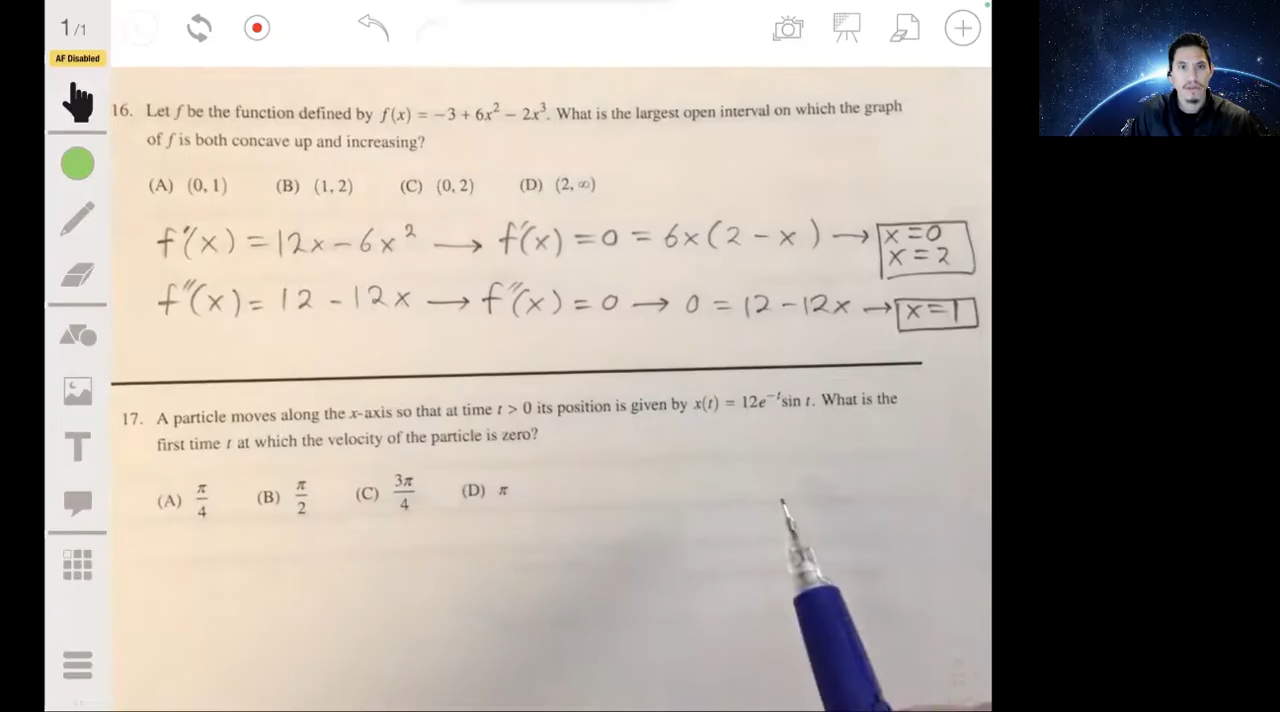 1/1
AF Disabled
16. Let f be the function defined by f(x) = −3 + 6x² − 2x³. What is the largest open interval on which the graph
of f is both concave up and increasing?
(A) (0, 1) (B) (1, 2) (C) (0, 2) (D) (2, ∞)
f'(x) = 12x − 6x² → f'(x) = 0 = 6x(2 − x) → x = 0
x = 2
f''(x) = 12 − 12x → f''(x) = 0 → 0 = 12 − 12x → x = 1
17. A particle moves along the x-axis so that at time t > 0 its position is given by x(t) = 12e⁻ᵗ sin t. What is the
first time t at which the velocity of the particle is zero?
(A) π/4 (B) π/2 (C) 3π/4 (D) π
T